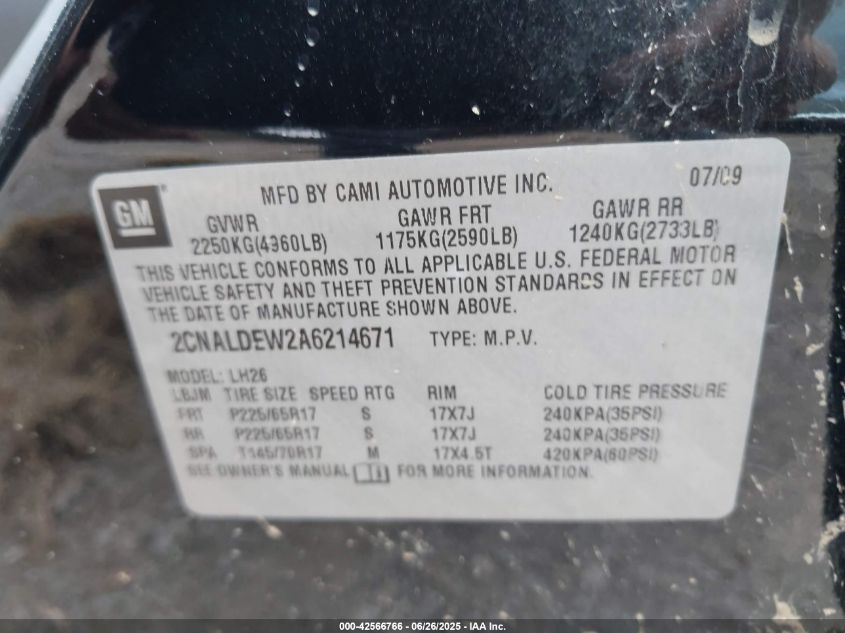 GM
MFD BY CAMI AUTOMOTIVE INC. 07/09
GVWR GAWR FRT GAWR RR
2250KG(4960LB) 1175KG(2590LB) 1240KG(2733LB)
THIS VEHICLE CONFORMS TO ALL APPLICABLE U.S. FEDERAL MOTOR
VEHICLE SAFETY AND THEFT PREVENTION STANDARDS IN EFFECT ON
THE DATE OF MANUFACTURE SHOWN ABOVE.
2CNALDEW2A6214671 TYPE: M.P.V.
MODEL: LH26
LBJM TIRE SIZE SPEED RTG RIM COLD TIRE PRESSURE
FRT P225/65R17 S 17X7J 240KPA(35PSI)
RR P225/65R17 S 17X7J 240KPA(35PSI)
SPA T145/70R17 M 17X4.5T 420KPA(60PSI)
SEE OWNER'S MANUAL FOR MORE INFORMATION.
000-42566766 - 06/26/2025 - IAA Inc.